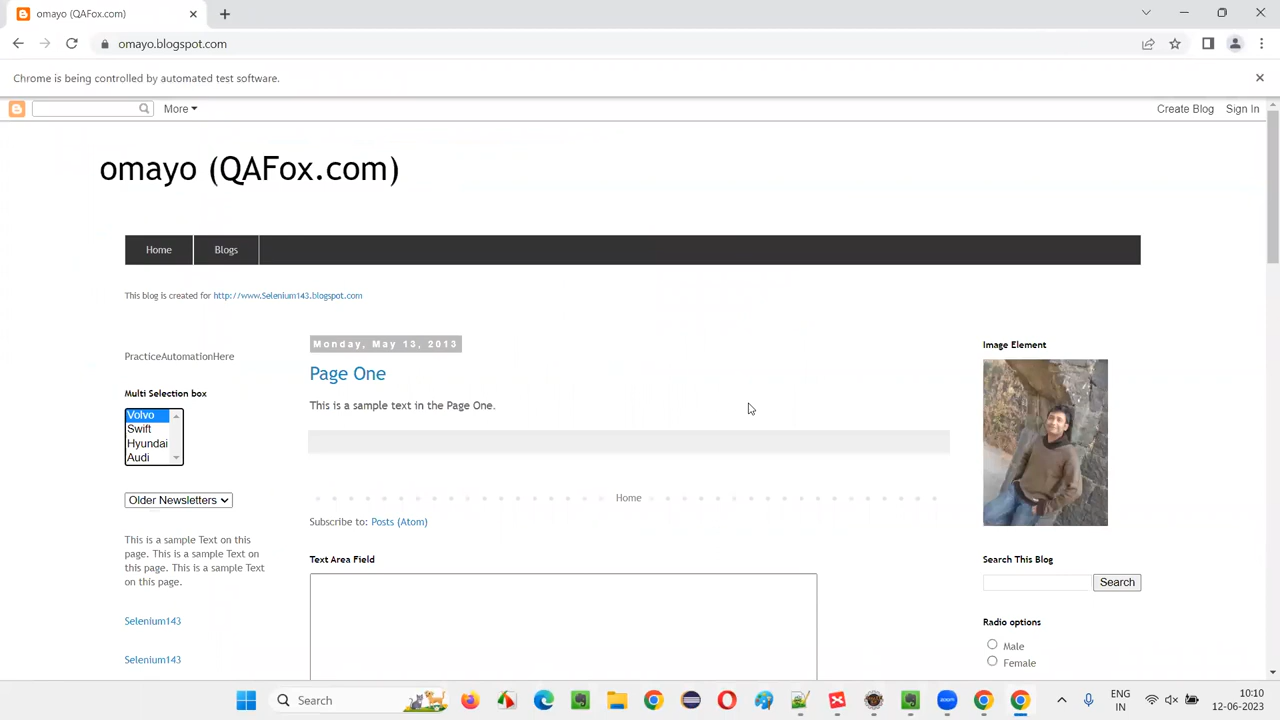 omayo (QAFox.com)
omayo.blogspot.com
Chrome is being controlled by automated test software.
More
Create Blog
Sign In
omayo (QAFox.com)
Home
Blogs
This blog is created for http://www.Selenium143.blogspot.com
PracticeAutomationHere
Multi Selection box
Volvo
Swift
Hyundai
Audi
Older Newsletters
This is a sample Text on this
page. This is a sample Text on
this page. This is a sample Text
on this page.
Selenium143
Selenium143
Monday, May 13, 2013
Page One
This is a sample text in the Page One.
Home
Subscribe to: Posts (Atom)
Text Area Field
Image Element
Search This Blog
Search
Radio options
Male
Female
Search
ENG
IN
10:10
12-06-2023